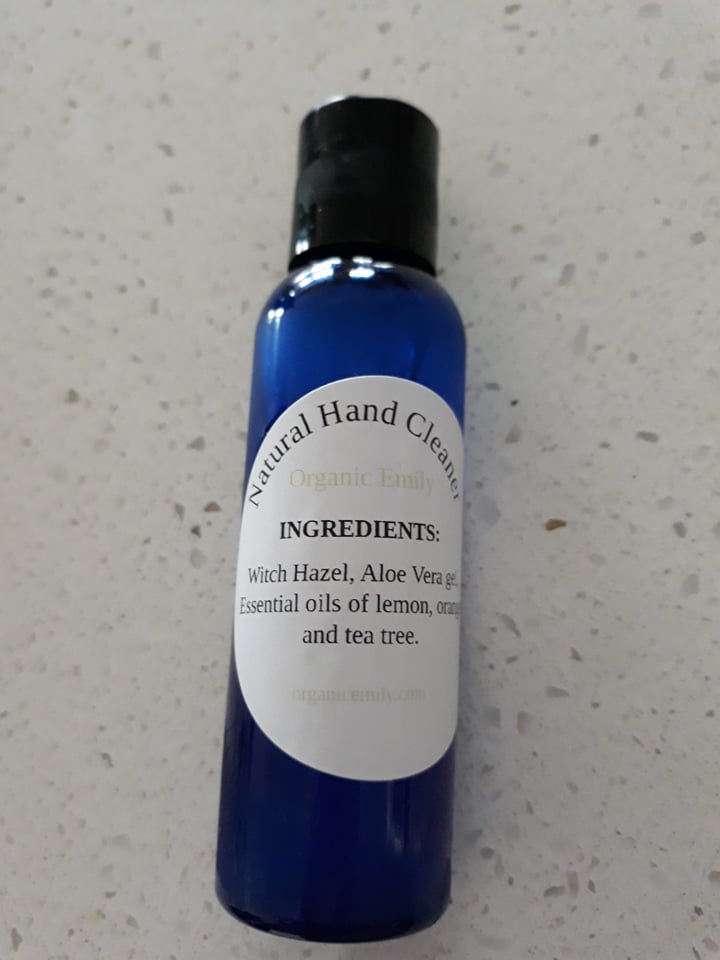 Natural Hand Cleaner
Organic Emily
INGREDIENTS:
Witch Hazel, Aloe Vera gel,
Essential oils of lemon, orange
and tea tree.
organicemily.com